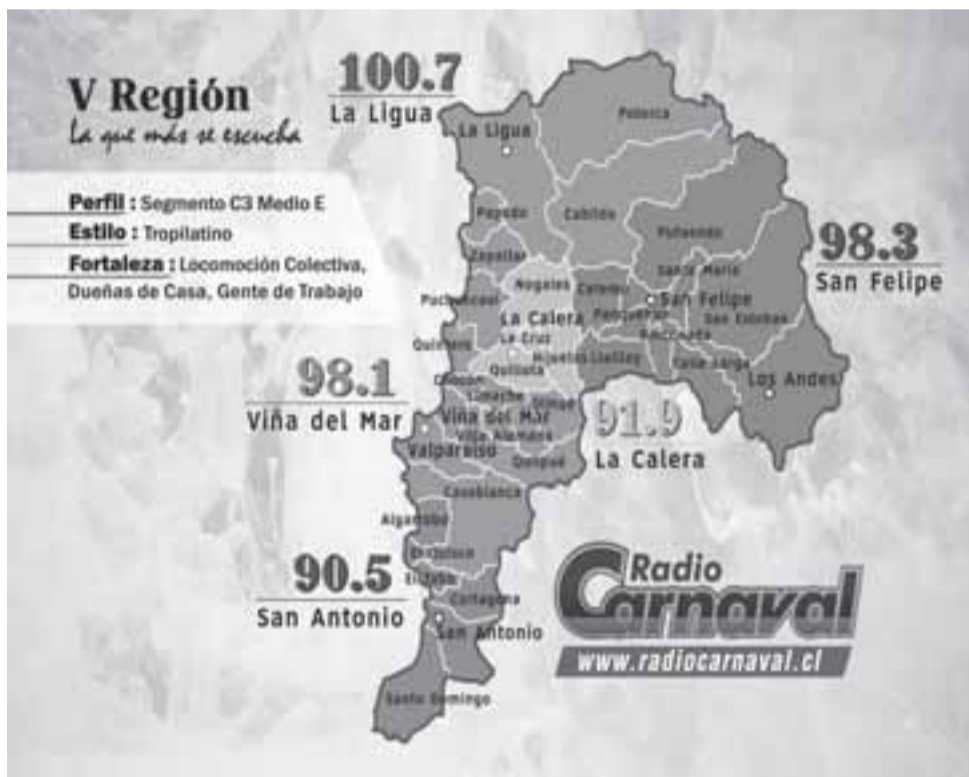 V Región
La que más se escucha
Perfil : Segmento C3 Medio E
Estilo : Tropilatino
Fortaleza : Locomoción Colectiva,
Dueñas de Casa, Gente de Trabajo
100.7
La Ligua
98.3
San Felipe
98.1
Viña del Mar
91.9
La Calera
90.5
San Antonio
La Ligua
Petorca
Papudo
Cabildo
Zapallar
Putaendo
Santa María
Nogales
Catemu
San Felipe
Puchuncaví
La Calera
Panquehue
San Esteban
Rinconada
La Cruz
Quintero
Hijuelas
Llaillay
Calle Larga
Quillota
Los Andes
Concon
Limache
Olmué
Viña del Mar
Villa Alemana
Valparaíso
Quilpué
Casablanca
Algarrobo
El Quisco
El Tabo
Cartagena
San Antonio
Santo Domingo
Radio
Carnaval
www.radiocarnaval.cl